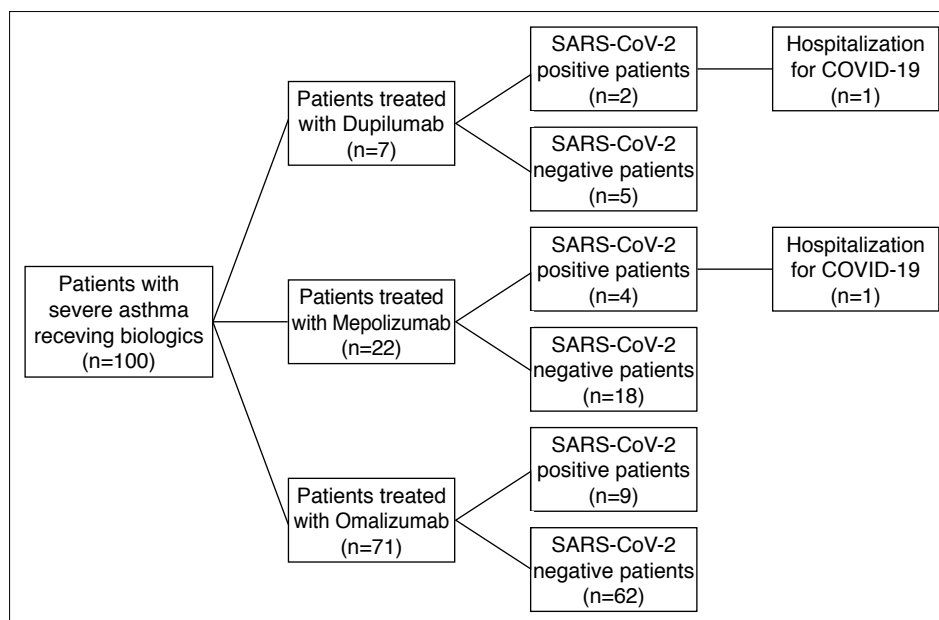 Patients with
severe asthma
receving biologics
(n=100)
Patients treated
with Dupilumab
(n=7)
SARS-CoV-2
positive patients
(n=2)
Hospitalization
for COVID-19
(n=1)
SARS-CoV-2
negative patients
(n=5)
Patients treated
with Mepolizumab
(n=22)
SARS-CoV-2
positive patients
(n=4)
Hospitalization
for COVID-19
(n=1)
SARS-CoV-2
negative patients
(n=18)
Patients treated
with Omalizumab
(n=71)
SARS-CoV-2
positive patients
(n=9)
SARS-CoV-2
negative patients
(n=62)